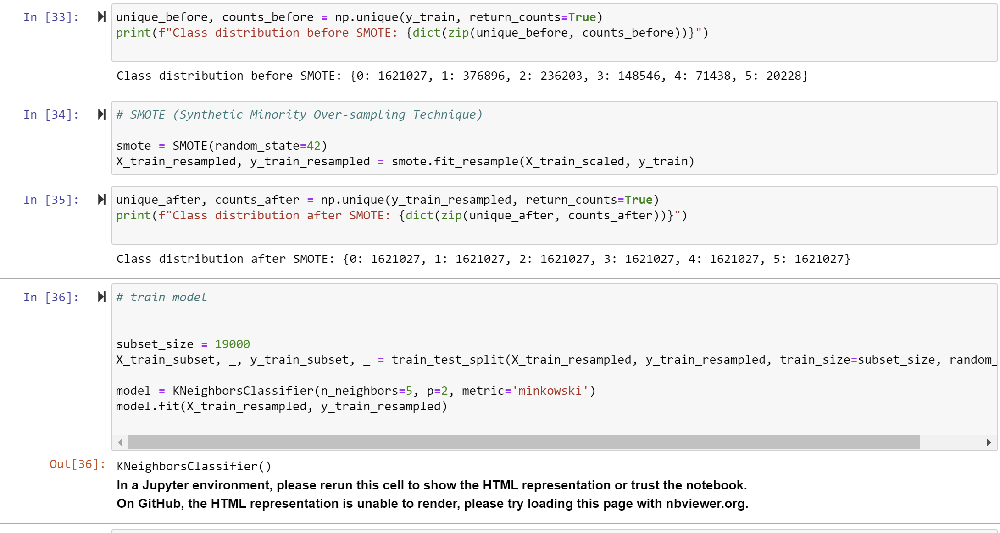 In [33]:
unique_before, counts_before = np.unique(y_train, return_counts=True)
print(f"Class distribution before SMOTE: {dict(zip(unique_before, counts_before))}")
Class distribution before SMOTE: {0: 1621027, 1: 376896, 2: 236203, 3: 148546, 4: 71438, 5: 20228}
In [34]:
# SMOTE (Synthetic Minority Over-sampling Technique)
smote = SMOTE(random_state=42)
X_train_resampled, y_train_resampled = smote.fit_resample(X_train_scaled, y_train)
In [35]:
unique_after, counts_after = np.unique(y_train_resampled, return_counts=True)
print(f"Class distribution after SMOTE: {dict(zip(unique_after, counts_after))}")
Class distribution after SMOTE: {0: 1621027, 1: 1621027, 2: 1621027, 3: 1621027, 4: 1621027, 5: 1621027}
In [36]:
# train model
subset_size = 19000
X_train_subset, _, y_train_subset, _ = train_test_split(X_train_resampled, y_train_resampled, train_size=subset_size, random_
model = KNeighborsClassifier(n_neighbors=5, p=2, metric='minkowski')
model.fit(X_train_resampled, y_train_resampled)
Out[36]:
KNeighborsClassifier()
In a Jupyter environment, please rerun this cell to show the HTML representation or trust the notebook.
On GitHub, the HTML representation is unable to render, please try loading this page with nbviewer.org.